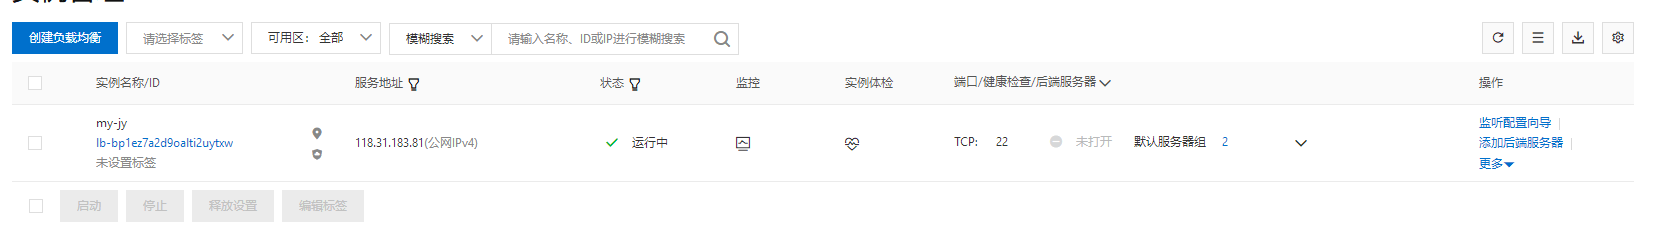 创建负载均衡 请选择标签 可用区： 全部 模糊搜索 请输入名称、ID或IP进行模糊搜索
实例名称/ID 服务地址 状态 监控 实例体检 端口/健康检查/后端服务器 操作
my-jy
lb-bp1ez7a2d9oalti2uytxw
未设置标签
118.31.183.81(公网IPv4) 运行中 TCP: 22 未打开 默认服务器组 2
监听配置向导
添加后端服务器
更多
启动 停止 释放设置 编辑标签